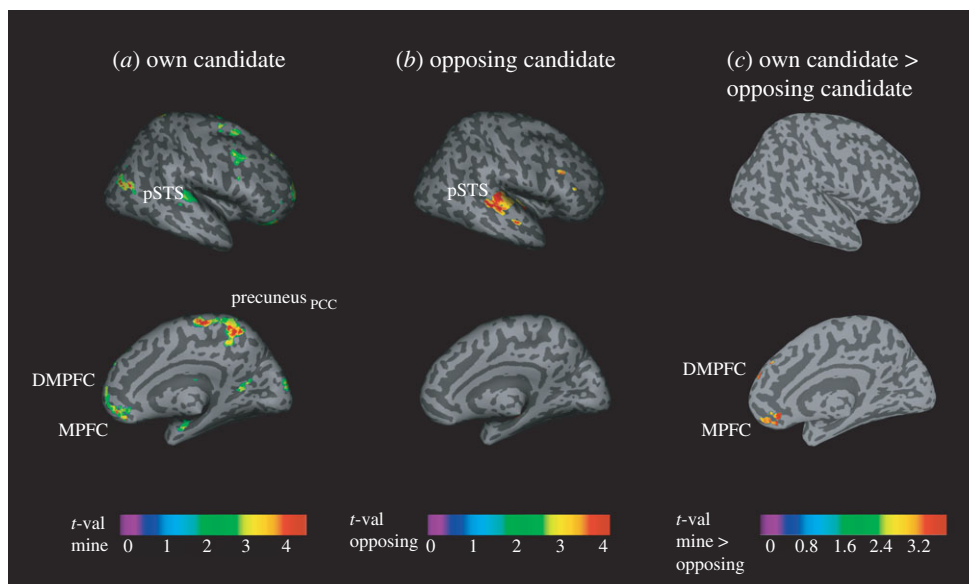 (a) own candidate
(b) opposing candidate
(c) own candidate >
opposing candidate
pSTS
pSTS
precuneus PCC
DMPFC
MPFC
DMPFC
MPFC
t-val
mine
0 1 2 3 4
t-val
opposing
0 1 2 3 4
t-val
mine >
opposing
0 0.8 1.6 2.4 3.2